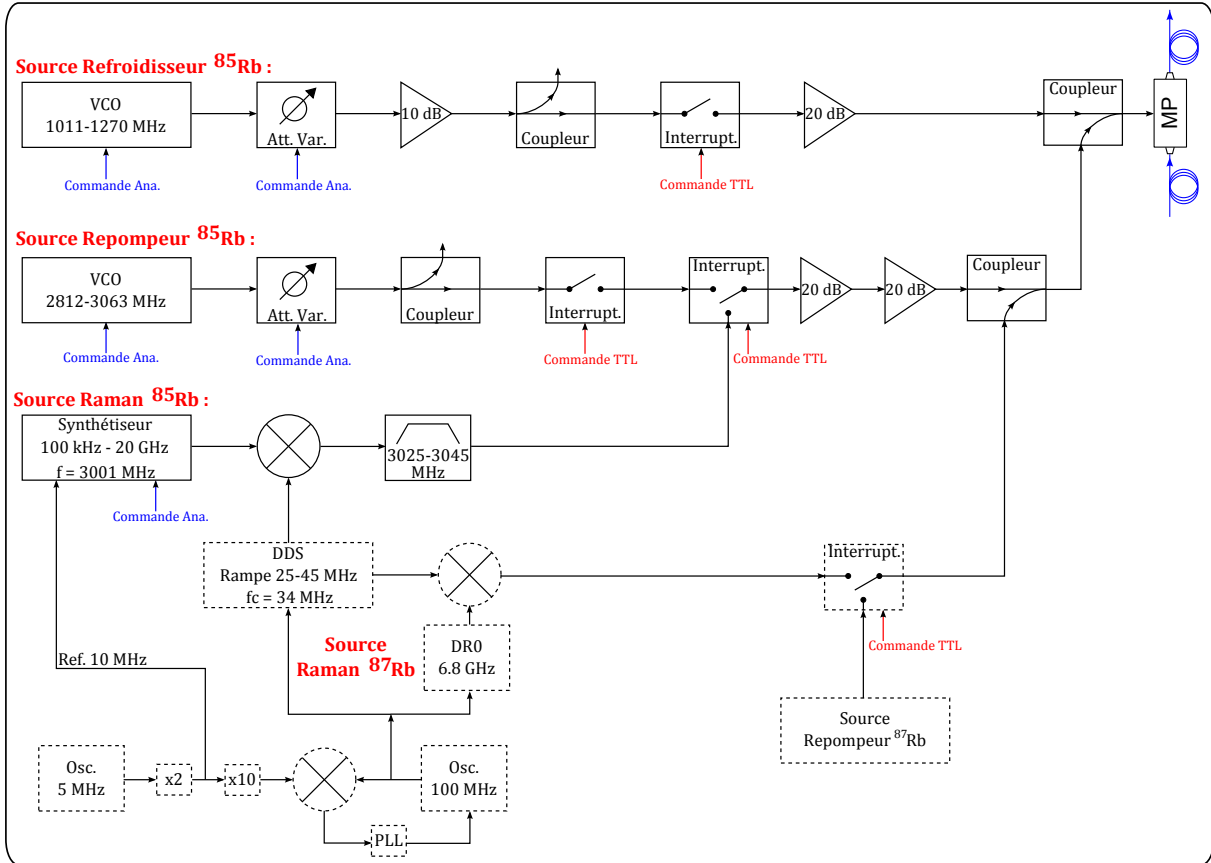 Source Refroidisseur ⁸⁵Rb :
VCO
1011-1270 MHz
Commande Ana.
Att. Var.
Commande Ana.
10 dB
Coupleur
Interrupt.
Commande TTL
20 dB
Coupleur
MP
Source Repompeur ⁸⁵Rb :
VCO
2812-3063 MHz
Commande Ana.
Att. Var.
Commande Ana.
Coupleur
Interrupt.
Commande TTL
Interrupt.
Commande TTL
20 dB
20 dB
Coupleur
Source Raman ⁸⁵Rb :
Synthétiseur
100 kHz - 20 GHz
f = 3001 MHz
Commande Ana.
3025-3045
MHz
DDS
Rampe 25-45 MHz
fc = 34 MHz
Source
Raman ⁸⁷Rb
DR0
6.8 GHz
Interrupt.
Commande TTL
Source
Repompeur ⁸⁷Rb
Ref. 10 MHz
Osc.
5 MHz
x2
x10
Osc.
100 MHz
PLL